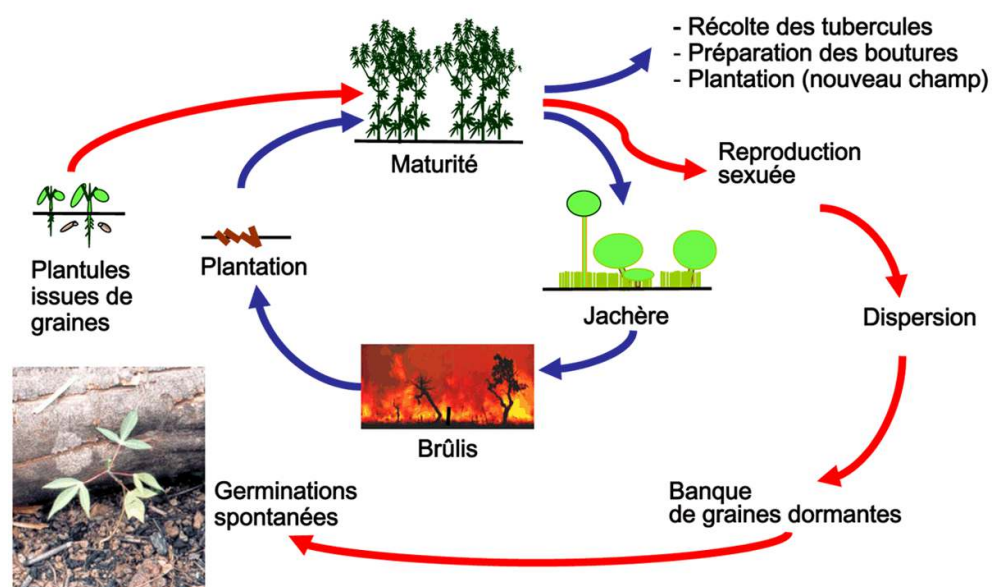 - Récolte des tubercules
- Préparation des boutures
- Plantation (nouveau champ)
Maturité
Reproduction
sexuée
Plantules
issues de
graines
Plantation
Jachère
Dispersion
Brûlis
Germinations
spontanées
Banque
de graines dormantes